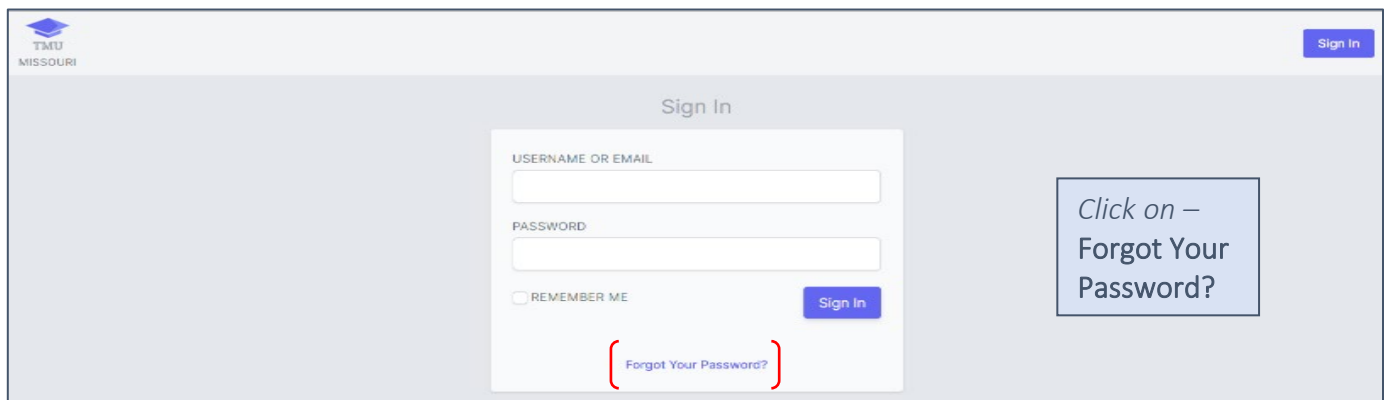 TMU
MISSOURI
Sign In
Sign In
USERNAME OR EMAIL
PASSWORD
REMEMBER ME
Sign In
Forgot Your Password?
Click on –
Forgot Your
Password?